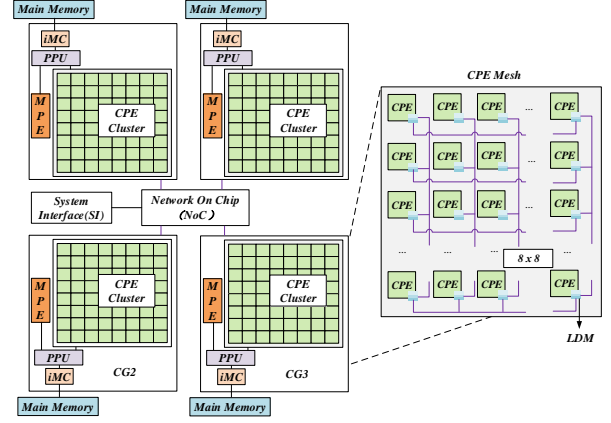 Main Memory
iMC
PPU
M
P
E
CPE
Cluster
Main Memory
iMC
PPU
M
P
E
CPE
Cluster
System
Interface(SI)
Network On Chip
(NoC)
M
P
E
CPE
Cluster
PPU
iMC
CG2
Main Memory
M
P
E
CPE
Cluster
PPU
iMC
CG3
Main Memory
CPE Mesh
CPE CPE CPE ... CPE
CPE CPE CPE ... CPE
CPE CPE CPE ... CPE
... ... ... ...
8 x 8
CPE CPE CPE CPE
LDM